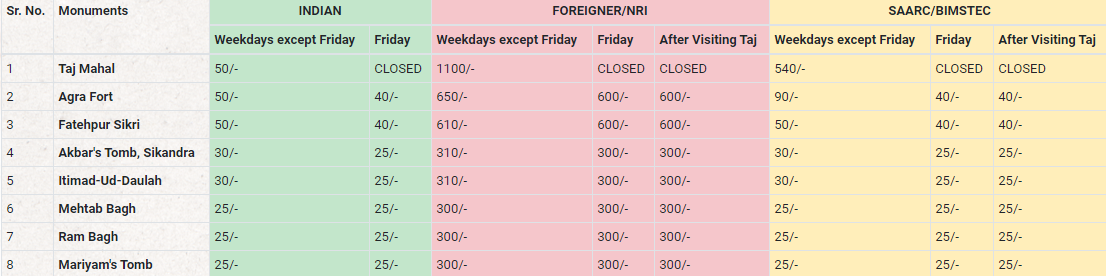 Sr. No. Monuments INDIAN FOREIGNER/NRI SAARC/BIMSTEC
Weekdays except Friday Friday Weekdays except Friday Friday After Visiting Taj Weekdays except Friday Friday After Visiting Taj
1 Taj Mahal 50/- CLOSED 1100/- CLOSED CLOSED 540/- CLOSED CLOSED
2 Agra Fort 50/- 40/- 650/- 600/- 600/- 90/- 40/- 40/-
3 Fatehpur Sikri 50/- 40/- 610/- 600/- 600/- 50/- 40/- 40/-
4 Akbar's Tomb, Sikandra 30/- 25/- 310/- 300/- 300/- 30/- 25/- 25/-
5 Itimad-Ud-Daulah 30/- 25/- 310/- 300/- 300/- 30/- 25/- 25/-
6 Mehtab Bagh 25/- 25/- 300/- 300/- 300/- 25/- 25/- 25/-
7 Ram Bagh 25/- 25/- 300/- 300/- 300/- 25/- 25/- 25/-
8 Mariyam's Tomb 25/- 25/- 300/- 300/- 300/- 25/- 25/- 25/-